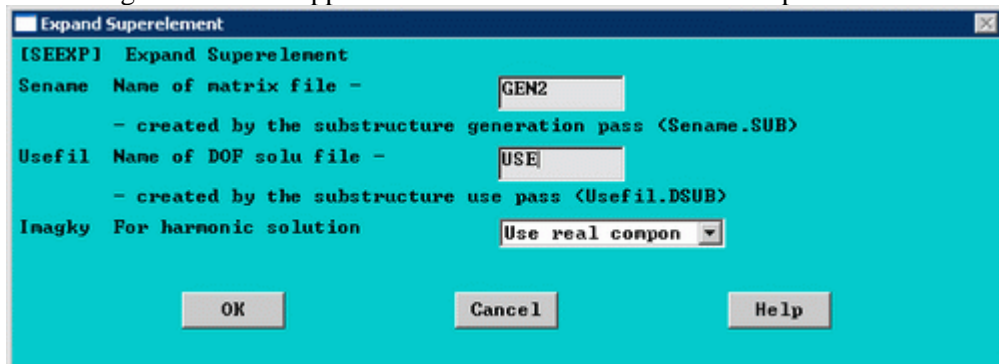 Expand Superelement
[SEEXP] Expand Superelement
Sename Name of matrix file - GEN2
- created by the substructure generation pass (Sename.SUB)
Usefil Name of DOF solu file - USE
- created by the substructure use pass (Usefil.DSUB)
Imagky For harmonic solution Use real compon
OK Cancel Help